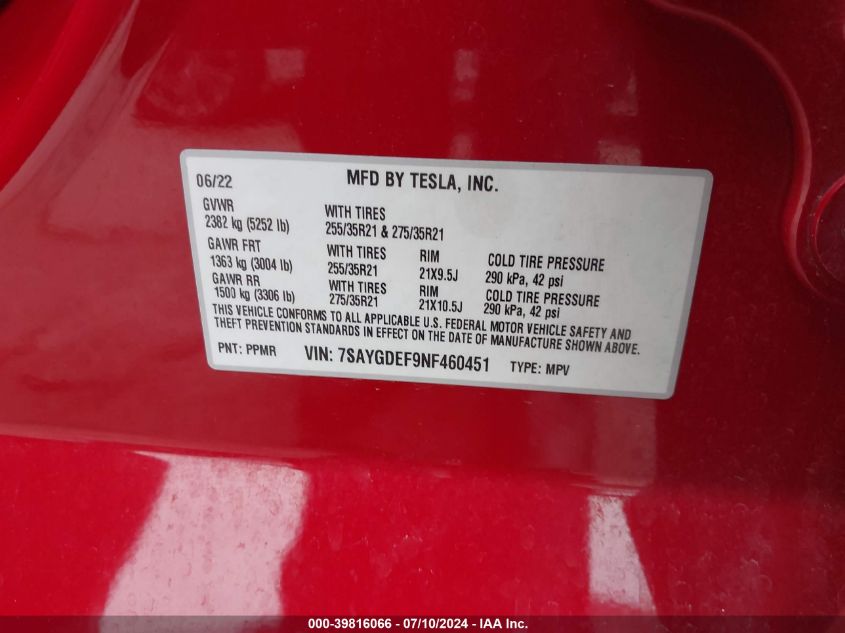 06/22 MFD BY TESLA, INC.
GVWR
2382 kg (5252 lb)
WITH TIRES
255/35R21 & 275/35R21
GAWR FRT
1363 kg (3004 lb)
WITH TIRES
255/35R21
RIM
21X9.5J
COLD TIRE PRESSURE
290 kPa, 42 psi
GAWR RR
1500 kg (3306 lb)
WITH TIRES
275/35R21
RIM
21X10.5J
COLD TIRE PRESSURE
290 kPa, 42 psi
THIS VEHICLE CONFORMS TO ALL APPLICABLE U.S. FEDERAL MOTOR VEHICLE SAFETY AND
THEFT PREVENTION STANDARDS IN EFFECT ON THE DATE OF MANUFACTURE SHOWN ABOVE.
PNT: PPMR VIN: 7SAYGDEF9NF460451 TYPE: MPV
000-39816066 - 07/10/2024 - IAA Inc.